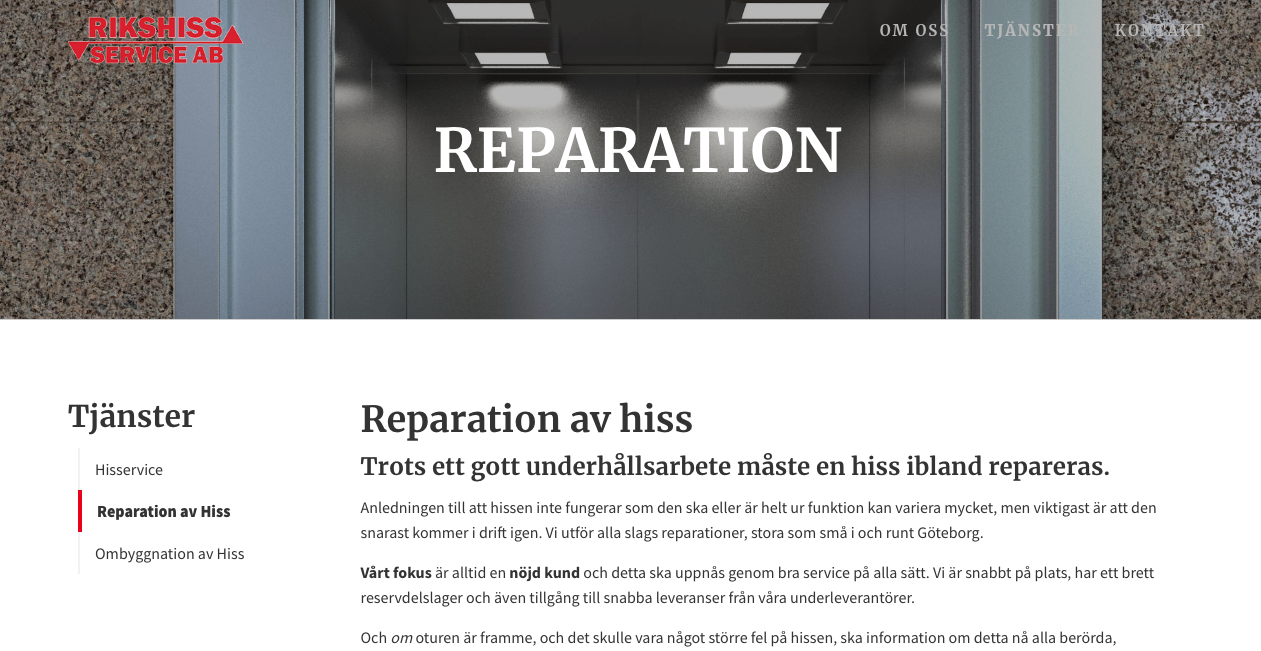 RIKSHISS
SERVICE AB
OM OSS
TJÄNSTER
KONTAKT
REPARATION
Tjänster
Hisservice
Reparation av Hiss
Ombyggnation av Hiss
Reparation av hiss
Trots ett gott underhållsarbete måste en hiss ibland repareras.
Anledningen till att hissen inte fungerar som den ska eller är helt ur funktion kan variera mycket, men viktigast är att den
snarast kommer i drift igen. Vi utför alla slags reparationer, stora som små i och runt Göteborg.
Vårt fokus är alltid en nöjd kund och detta ska uppnås genom bra service på alla sätt. Vi är snabbt på plats, har ett brett
reservdelslager och även tillgång till snabba leveranser från våra underleverantörer.
Och om oturen är framme, och det skulle vara något större fel på hissen, ska information om detta nå alla berörda,